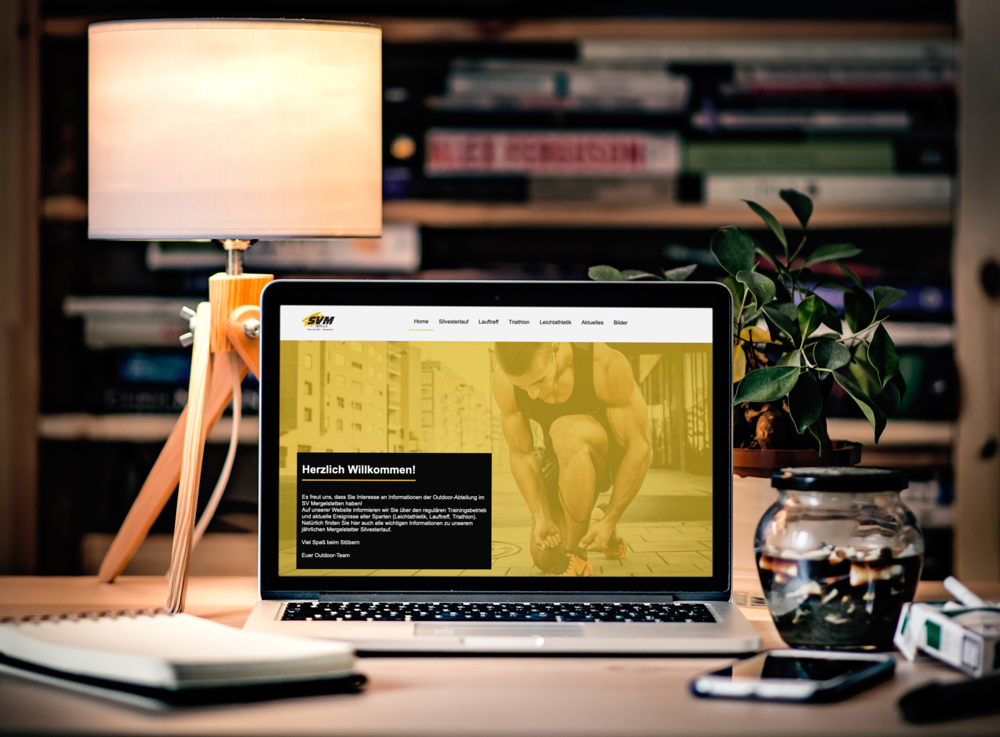 ALEX FERGUSON
SVM
1879 e.V.
Home Silvesterlauf Lauftreff Triathlon Leichtathletik Aktuelles Bilder
Herzlich Willkommen!
Es freut uns, dass Sie Interesse an Informationen der Outdoor-Abteilung im
SV Mergelstetten haben!
Auf unserer Website informieren wir Sie über den regulären Trainingsbetrieb
und aktuelle Ereignisse aller Sparten (Leichtathletik, Lauftreff, Triathlon).
Natürlich finden Sie hier auch alle wichtigen Informationen zu unserem
jährlichen Mergelstetter Silvesterlauf.
Viel Spaß beim Stöbern
Euer Outdoor-Team